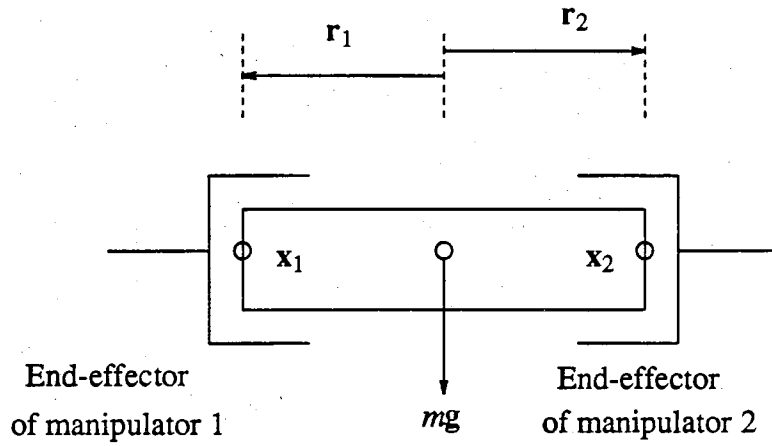 r₁
r₂
x₁
x₂
End-effector
of manipulator 1
mg
End-effector
of manipulator 2